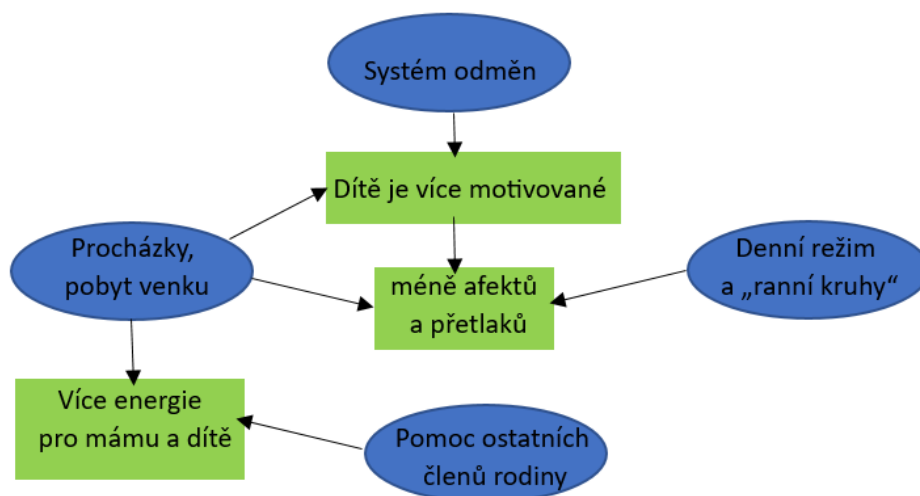 Systém odměn
Dítě je více motivované
Procházky,
pobyt venku
méně afektů
a přetlaků
Denní režim
a „ranní kruhy“
Více energie
pro mámu a dítě
Pomoc ostatních
členů rodiny